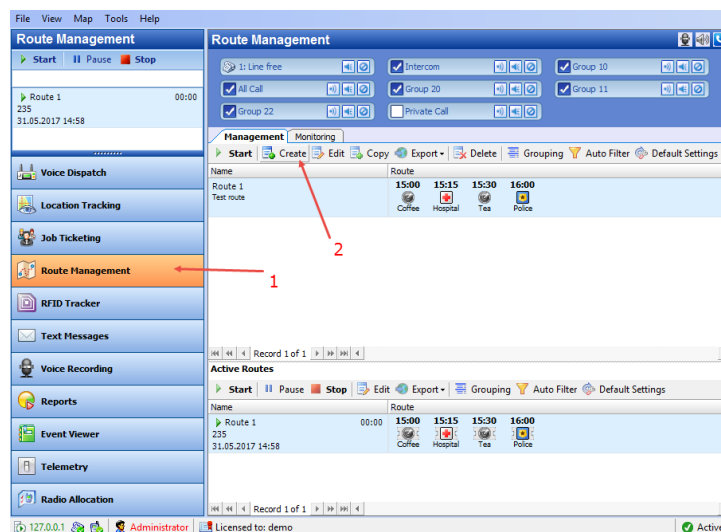 File View Map Tools Help
Route Management
Start Pause Stop
Route 1 00:00
235
31.05.2017 14:58
Voice Dispatch
Location Tracking
Job Ticketing
Route Management
RFID Tracker
Text Messages
Voice Recording
Reports
Event Viewer
Telemetry
Radio Allocation
Route Management
1: Line free Intercom Group 10
All Call Group 20 Group 11
Group 22 Private Call
Management Monitoring
Start Create Edit Copy Export Delete Grouping Auto Filter Default Settings
Name Route
Route 1 15:00 15:15 15:30 16:00
Test route
Coffee Hospital Tea Police
2
1
Record 1 of 1
Active Routes
Start Pause Stop Edit Export Grouping Auto Filter Default Settings
Name Route
Route 1 00:00 15:00 15:15 15:30 16:00
235
31.05.2017 14:58 Coffee Hospital Tea Police
Record 1 of 1
127.0.0.1 Administrator Licensed to: demo Active